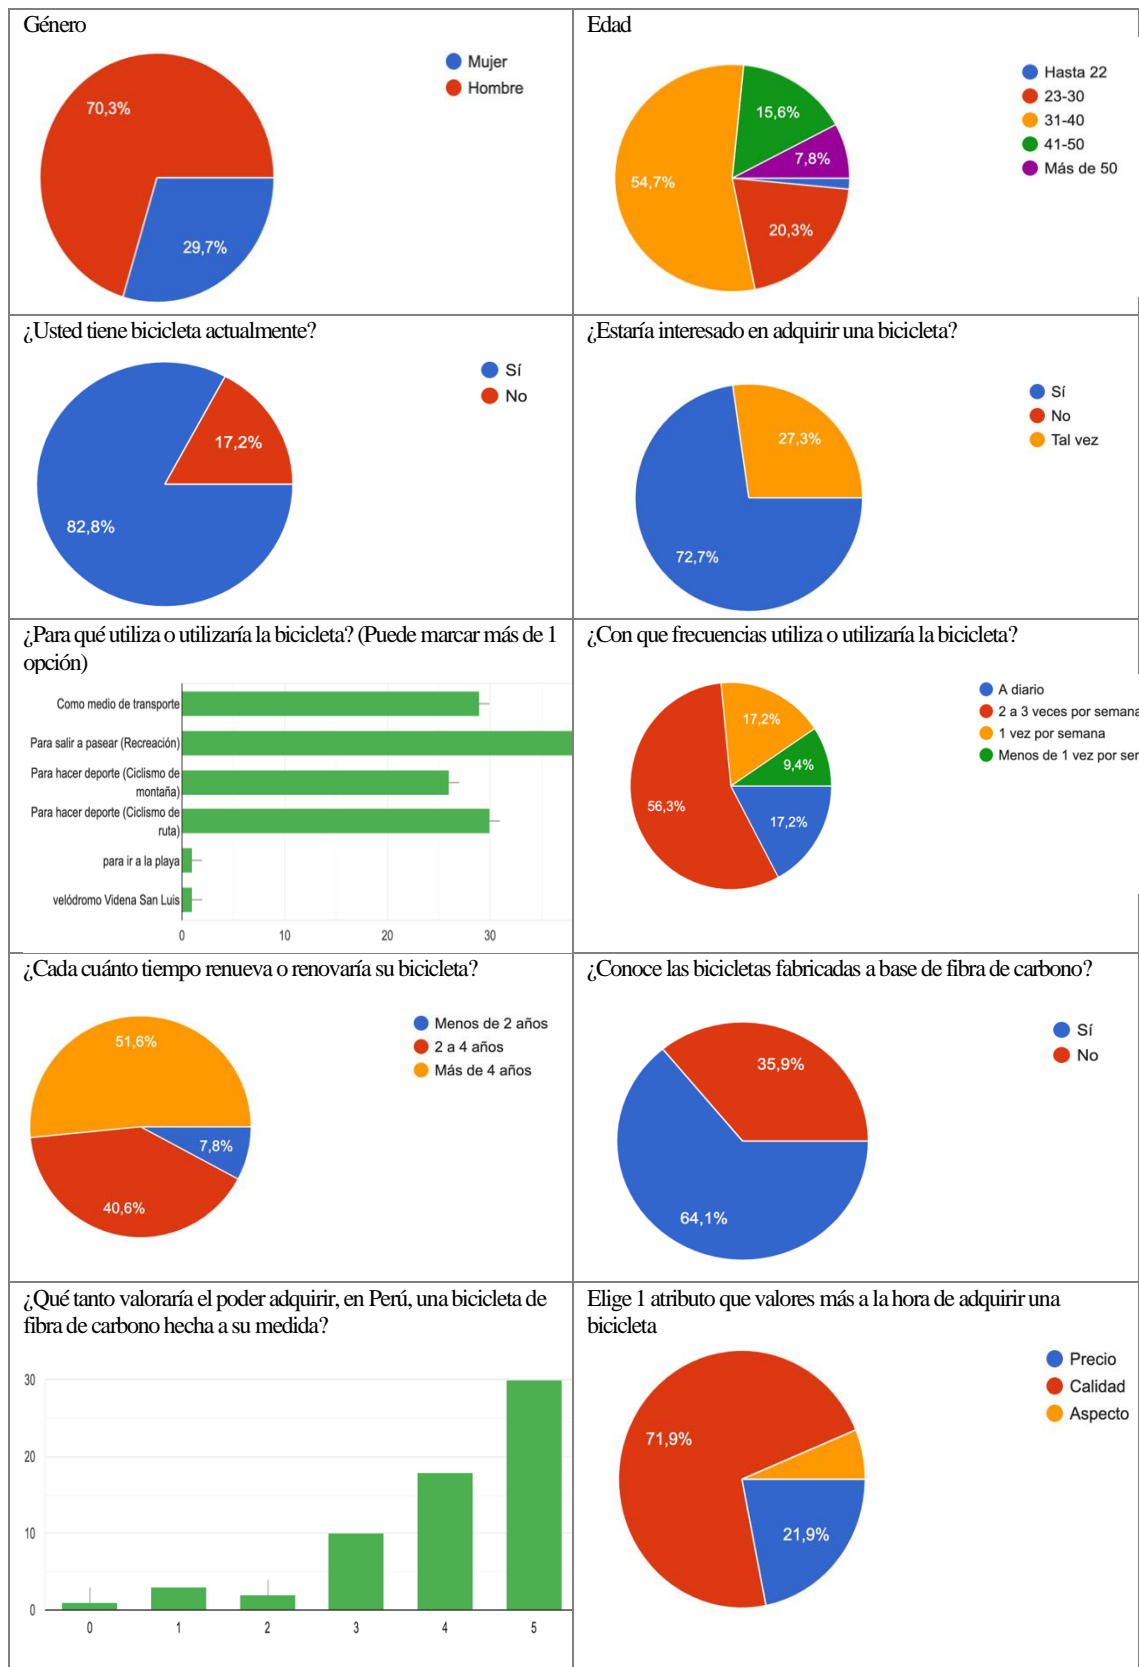 Género
Mujer
Hombre
70,3%
29,7%
Edad
Hasta 22
23-30
31-40
41-50
Más de 50
15,6%
7,8%
54,7%
20,3%
¿Usted tiene bicicleta actualmente?
Sí
No
17,2%
82,8%
¿Estaría interesado en adquirir una bicicleta?
Sí
No
Tal vez
27,3%
72,7%
¿Para qué utiliza o utilizaría la bicicleta? (Puede marcar más de 1
opción)
Como medio de transporte
Para salir a pasear (Recreación)
Para hacer deporte (Ciclismo de
montaña)
Para hacer deporte (Ciclismo de
ruta)
para ir a la playa
velódromo Videna San Luis
0 10 20 30
¿Con que frecuencias utiliza o utilizaría la bicicleta?
A diario
2 a 3 veces por semana
1 vez por semana
Menos de 1 vez por ser
17,2%
9,4%
56,3%
17,2%
¿Cada cuánto tiempo renueva o renovaría su bicicleta?
Menos de 2 años
2 a 4 años
Más de 4 años
51,6%
7,8%
40,6%
¿Conoce las bicicletas fabricadas a base de fibra de carbono?
Sí
No
35,9%
64,1%
¿Qué tanto valoraría el poder adquirir, en Perú, una bicicleta de
fibra de carbono hecha a su medida?
30
20
10
0
0 1 2 3 4 5
Elige 1 atributo que valores más a la hora de adquirir una
bicicleta
Precio
Calidad
Aspecto
71,9%
21,9%